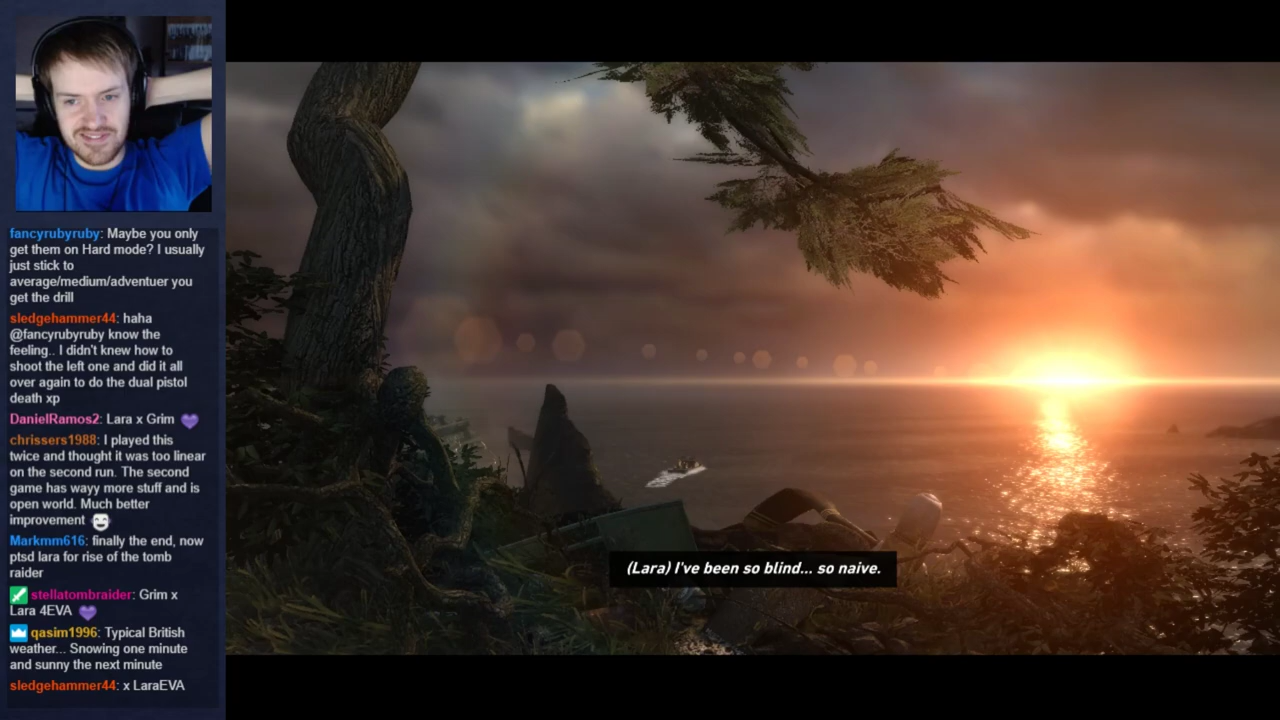 fancyrubyruby: Maybe you only
get them on Hard mode? I usually
just stick to
average/medium/adventuer you
get the drill
sledgehammer44: haha
@fancyrubyruby know the
feeling.. I didn't knew how to
shoot the left one and did it all
over again to do the dual pistol
death xp
DanielRamos2: Lara x Grim
chrissers1988: I played this
twice and thought it was too linear
on the second run. The second
game has wayy more stuff and is
open world. Much better
improvement
Markmm616: finally the end, now
ptsd lara for rise of the tomb
raider
stellatombraider: Grim x
Lara 4EVA
qasim1996: Typical British
weather... Snowing one minute
and sunny the next minute
sledgehammer44: x LaraEVA
(Lara) I've been so blind... so naive.